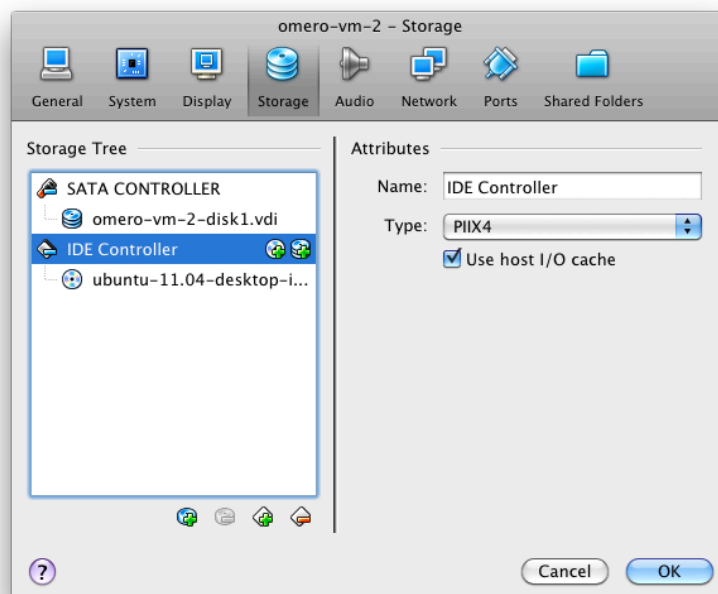 omero-vm-2 – Storage
General System Display Storage Audio Network Ports Shared Folders
Storage Tree
SATA CONTROLLER
omero-vm-2-disk1.vdi
IDE Controller
ubuntu-11.04-desktop-i...
Attributes
Name: IDE Controller
Type: PIIX4
Use host I/O cache
?
Cancel OK